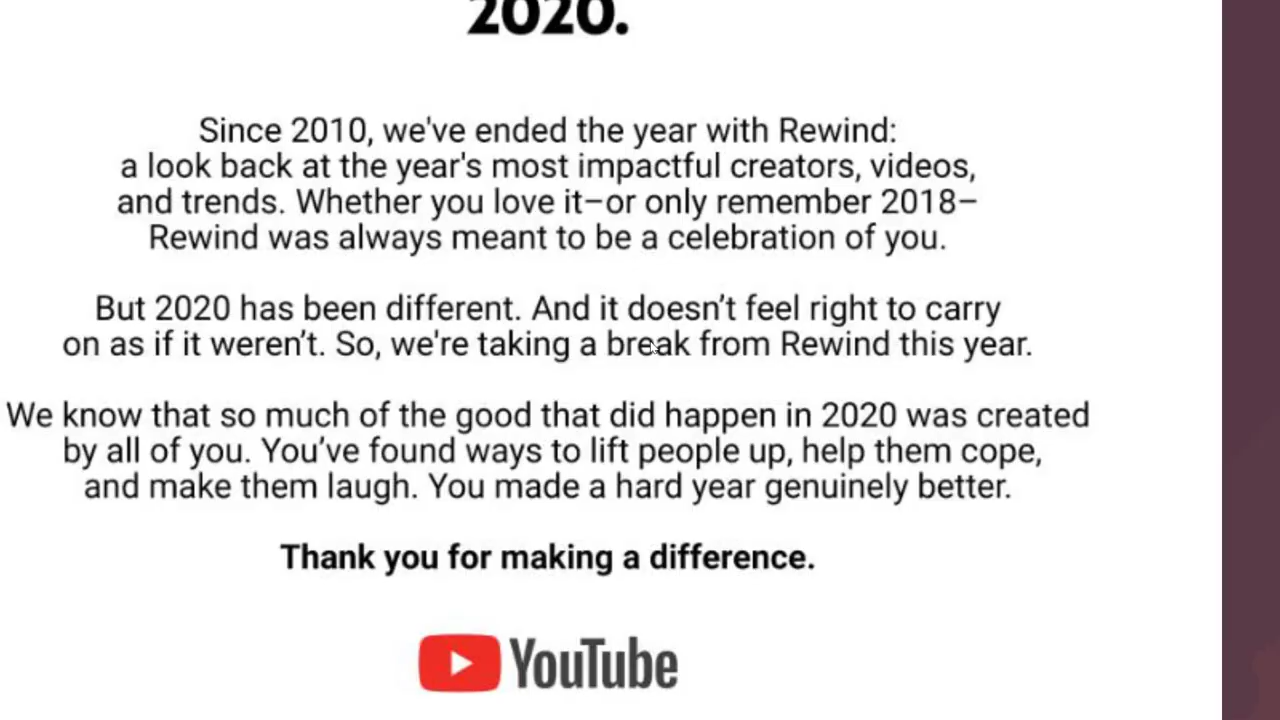 2020.
Since 2010, we've ended the year with Rewind:
a look back at the year's most impactful creators, videos,
and trends. Whether you love it–or only remember 2018–
Rewind was always meant to be a celebration of you.
But 2020 has been different. And it doesn’t feel right to carry
on as if it weren’t. So, we're taking a break from Rewind this year.
We know that so much of the good that did happen in 2020 was created
by all of you. You’ve found ways to lift people up, help them cope,
and make them laugh. You made a hard year genuinely better.
Thank you for making a difference.
YouTube